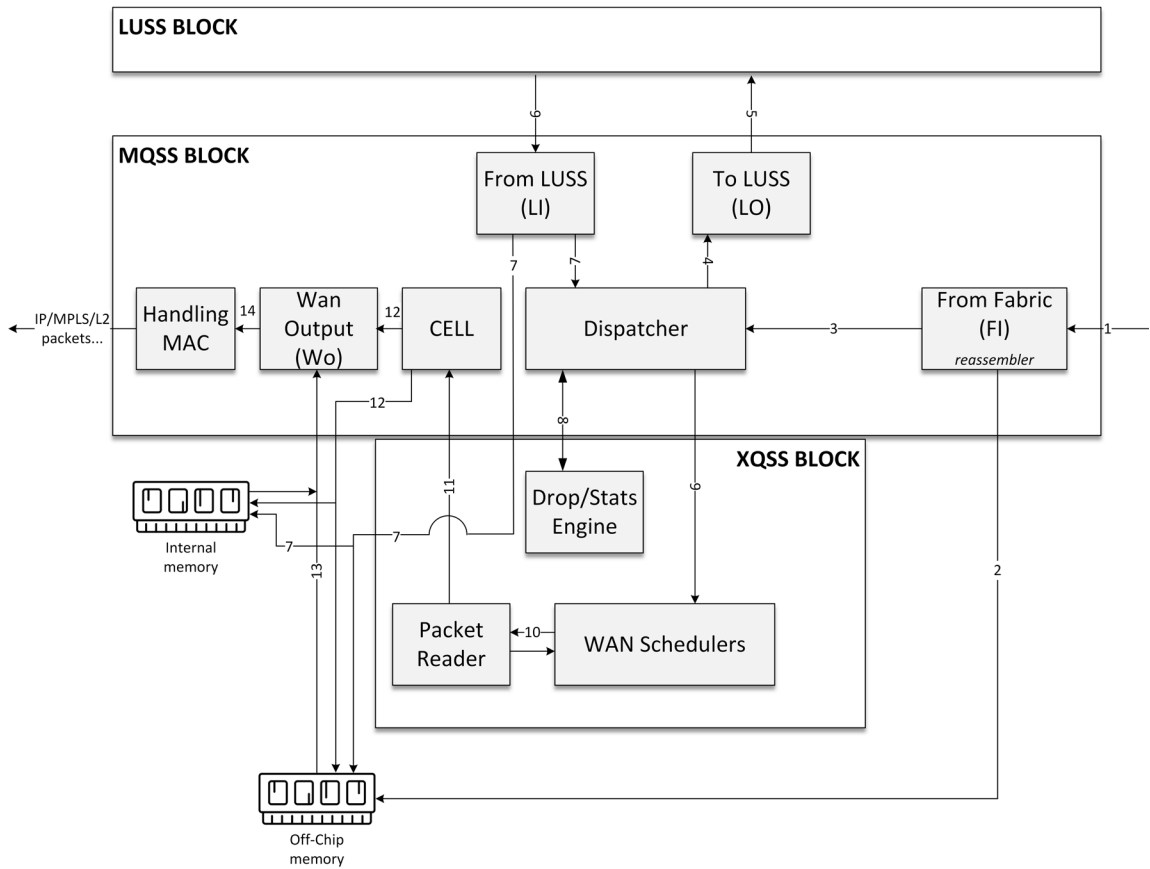 LUSS BLOCK
6
5
MQSS BLOCK
From LUSS
(LI)
To LUSS
(LO)
7
7
4
IP/MPLS/L2
packets...
Handling
MAC
14
Wan
Output
(Wo)
12
CELL
Dispatcher
3
From Fabric
(FI)
reassembler
1
12
8
9
XQSS BLOCK
11
Drop/Stats
Engine
7
7
Internal
memory
13
2
Packet
Reader
10
WAN Schedulers
Off-Chip
memory